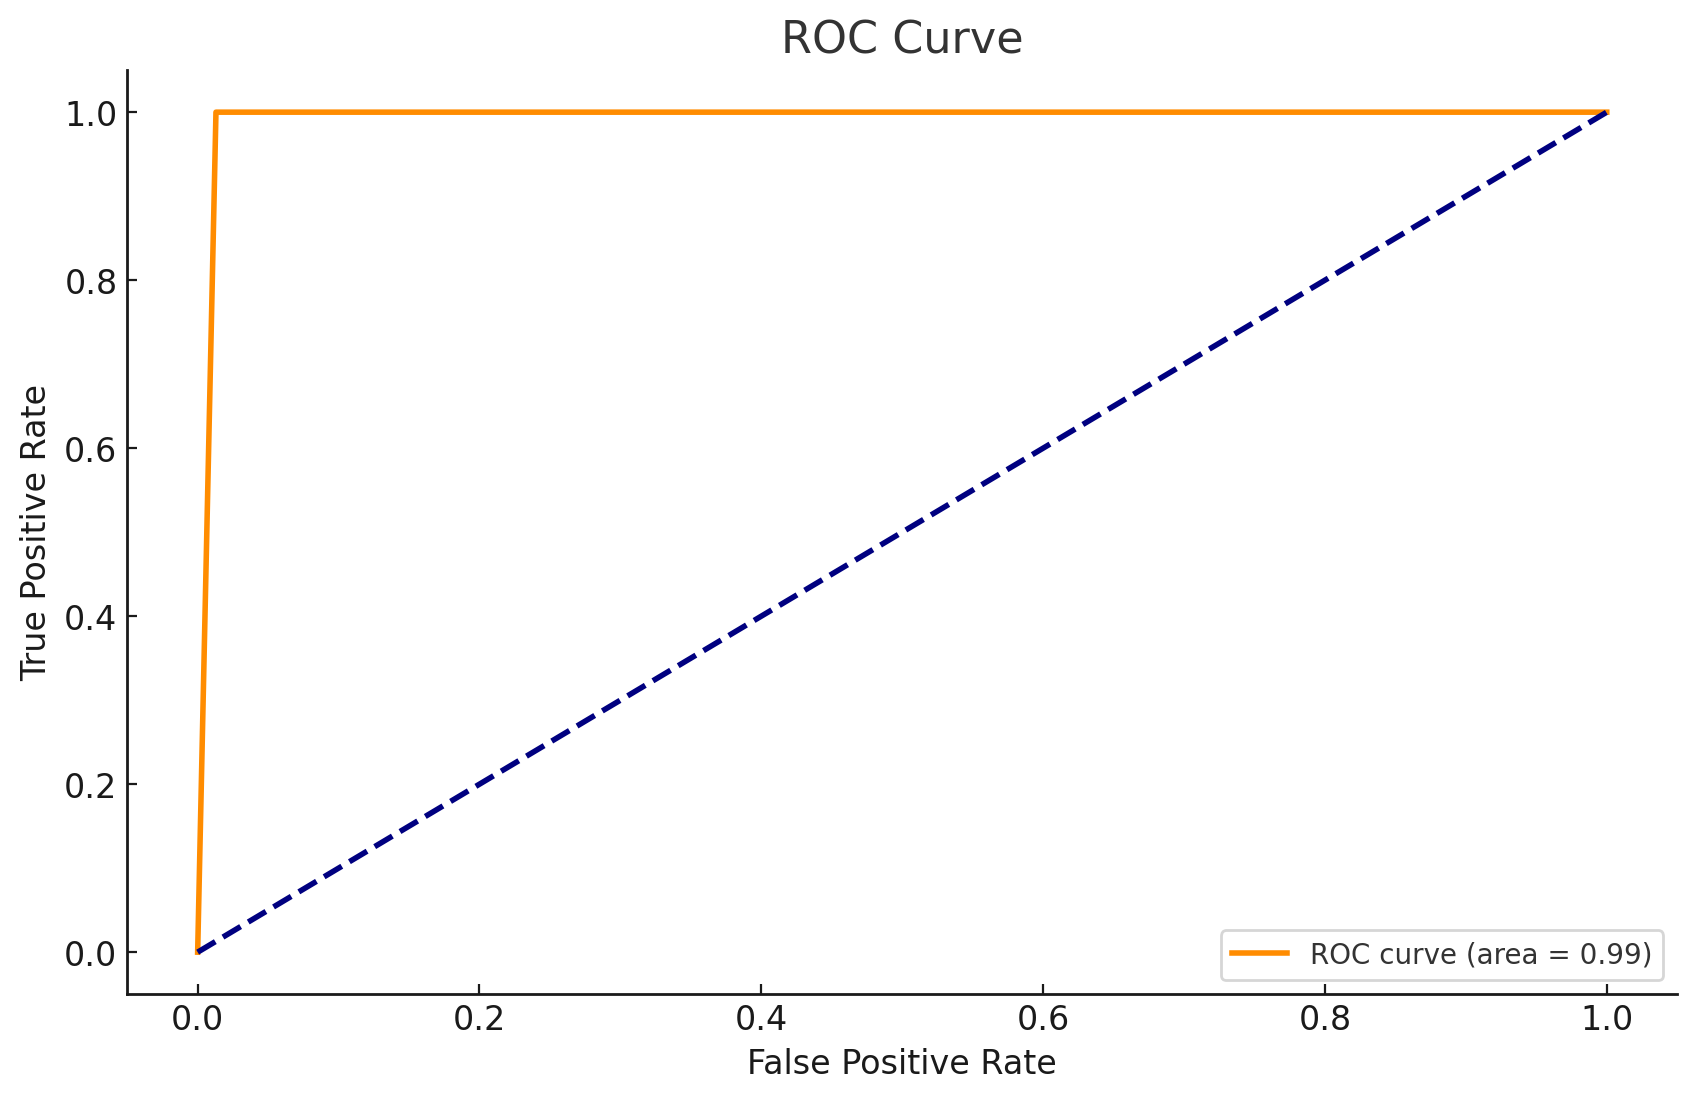 ROC Curve
True Positive Rate
1.0
0.8
0.6
0.4
0.2
0.0
ROC curve (area = 0.99)
0.0 0.2 0.4 0.6 0.8 1.0
False Positive Rate